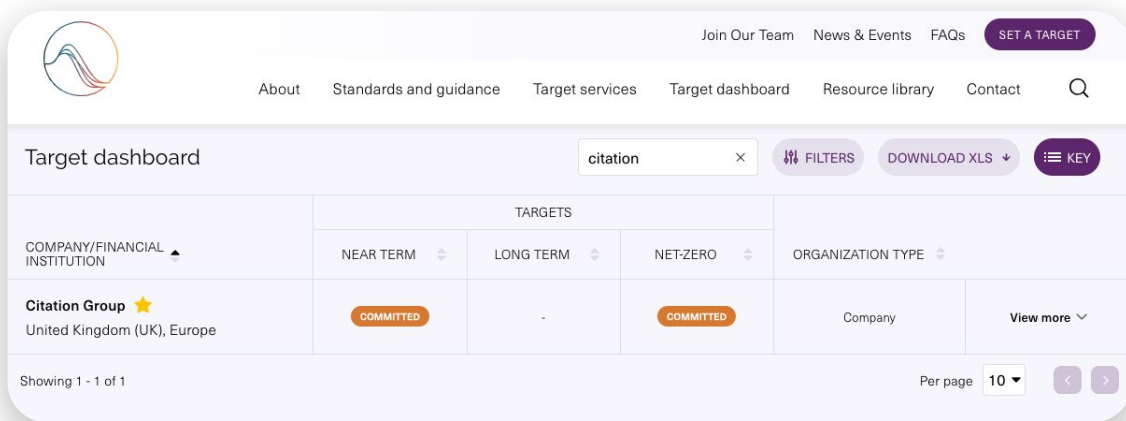 Join Our Team News & Events FAQs SET A TARGET
About Standards and guidance Target services Target dashboard Resource library Contact
Target dashboard citation × FILTERS DOWNLOAD XLS KEY
TARGETS
COMPANY/FINANCIAL
INSTITUTION
NEAR TERM LONG TERM NET-ZERO ORGANIZATION TYPE
Citation Group
United Kingdom (UK), Europe
COMMITTED - COMMITTED Company View more
Showing 1 - 1 of 1 Per page 10